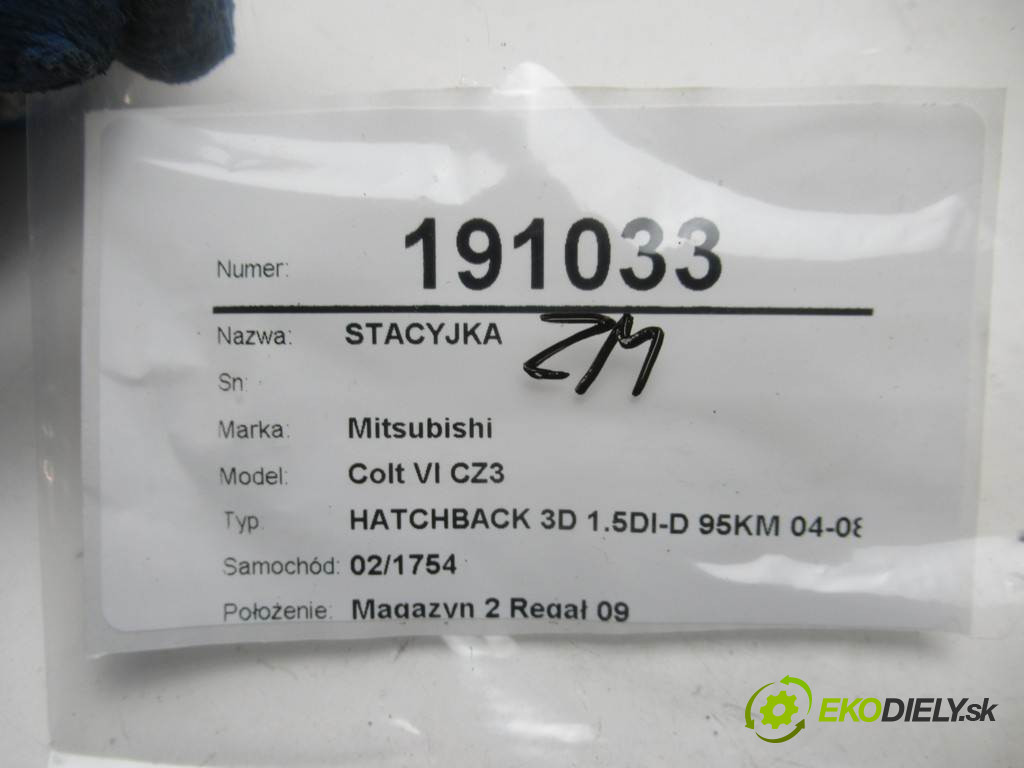 Numer: 191033
Nazwa: STACYJKA ZM
Sn:
Marka: Mitsubishi
Model: Colt VI CZ3
Typ: HATCHBACK 3D 1.5DI-D 95KM 04-08
Samochód: 02/1754
Położenie: Magazyn 2 Regał 09
EKODIELY.sk